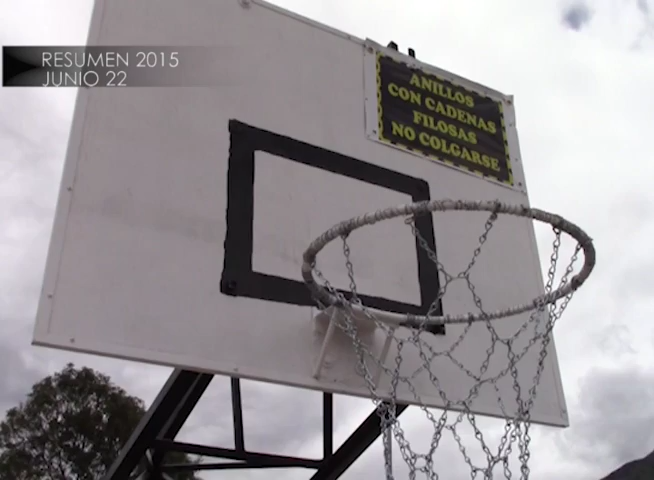 RESUMEN 2015
JUNIO 22
ANILLOS
CON CADENAS
FILOSAS
NO COLGARSE